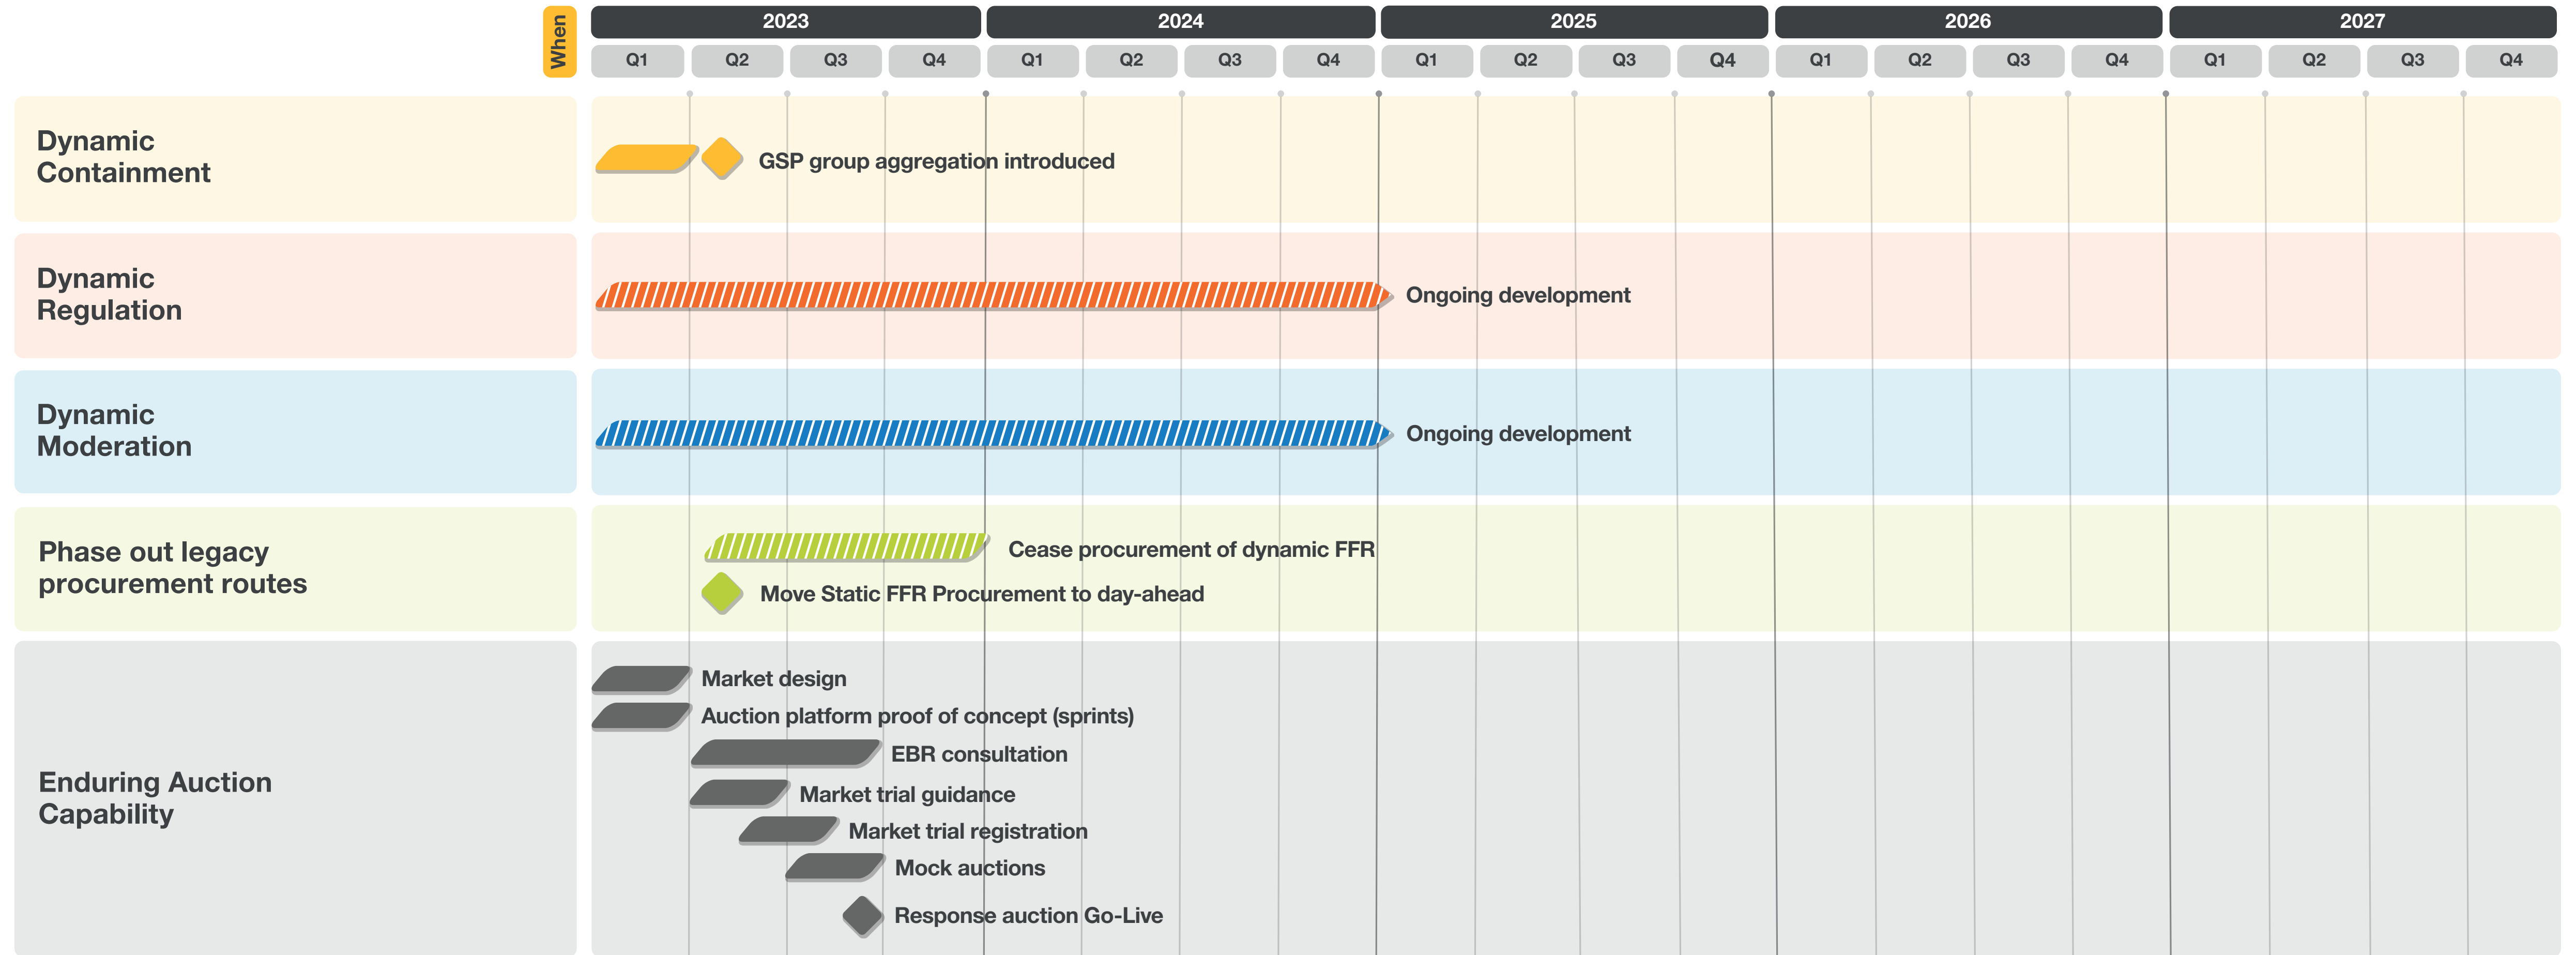 When
2023
2024
2025
2026
2027
Q1 Q2 Q3 Q4 Q1 Q2 Q3 Q4 Q1 Q2 Q3 Q4 Q1 Q2 Q3 Q4 Q1 Q2 Q3 Q4
Dynamic
Containment
GSP group aggregation introduced
Dynamic
Regulation
Ongoing development
Dynamic
Moderation
Ongoing development
Phase out legacy
procurement routes
Cease procurement of dynamic FFR
Move Static FFR Procurement to day-ahead
Enduring Auction
Capability
Market design
Auction platform proof of concept (sprints)
EBR consultation
Market trial guidance
Market trial registration
Mock auctions
Response auction Go-Live